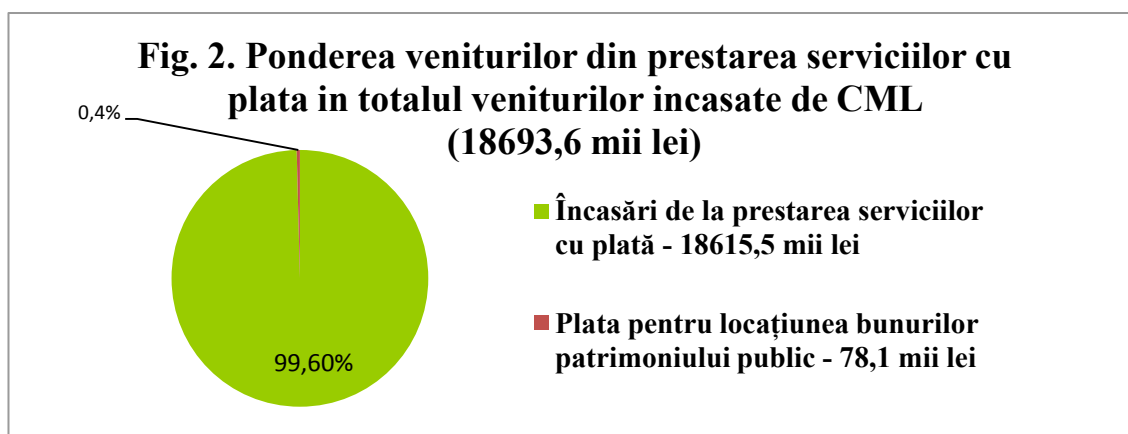 Fig. 2. Ponderea veniturilor din prestarea serviciilor cu
plata in totalul veniturilor incasate de CML
(18693,6 mii lei)
0,4%
99,60%
Încasări de la prestarea serviciilor
cu plată - 18615,5 mii lei
Plata pentru locațiunea bunurilor
patrimoniului public - 78,1 mii lei